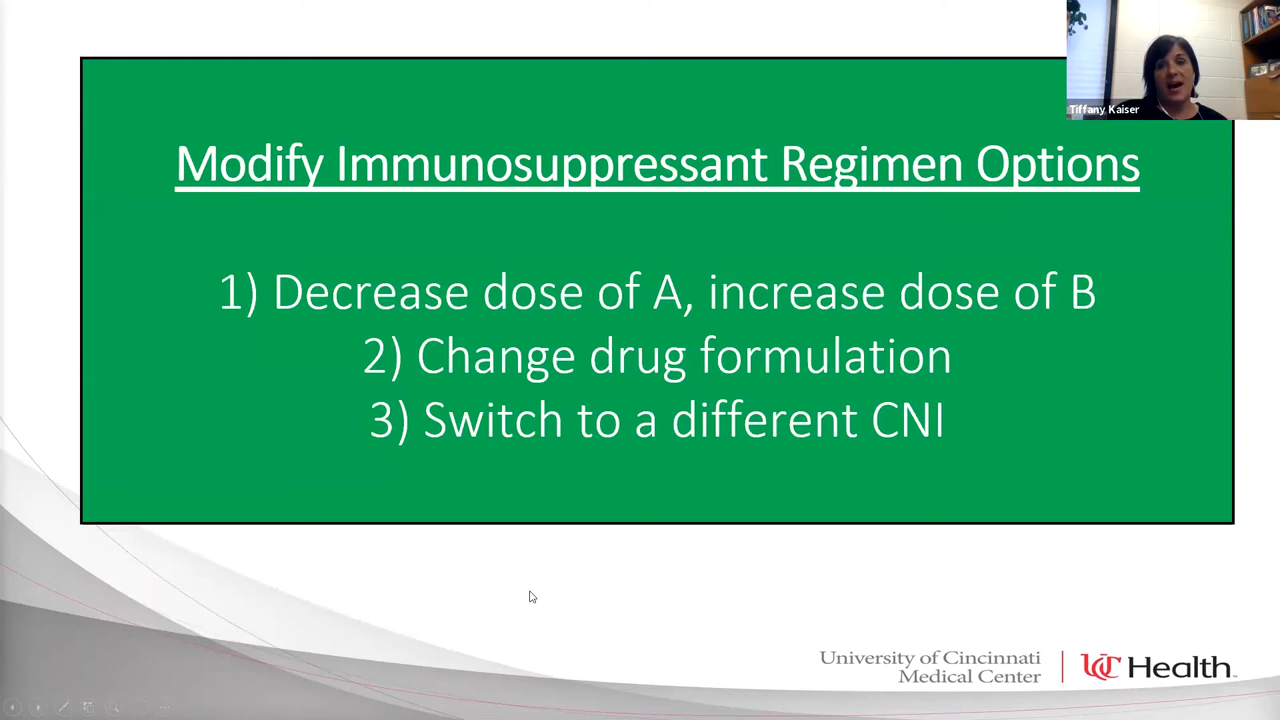 Tiffany Kaiser
Modify Immunosuppressant Regimen Options
1) Decrease dose of A, increase dose of B
2) Change drug formulation
3) Switch to a different CNI
University of Cincinnati
Medical Center
UC Health